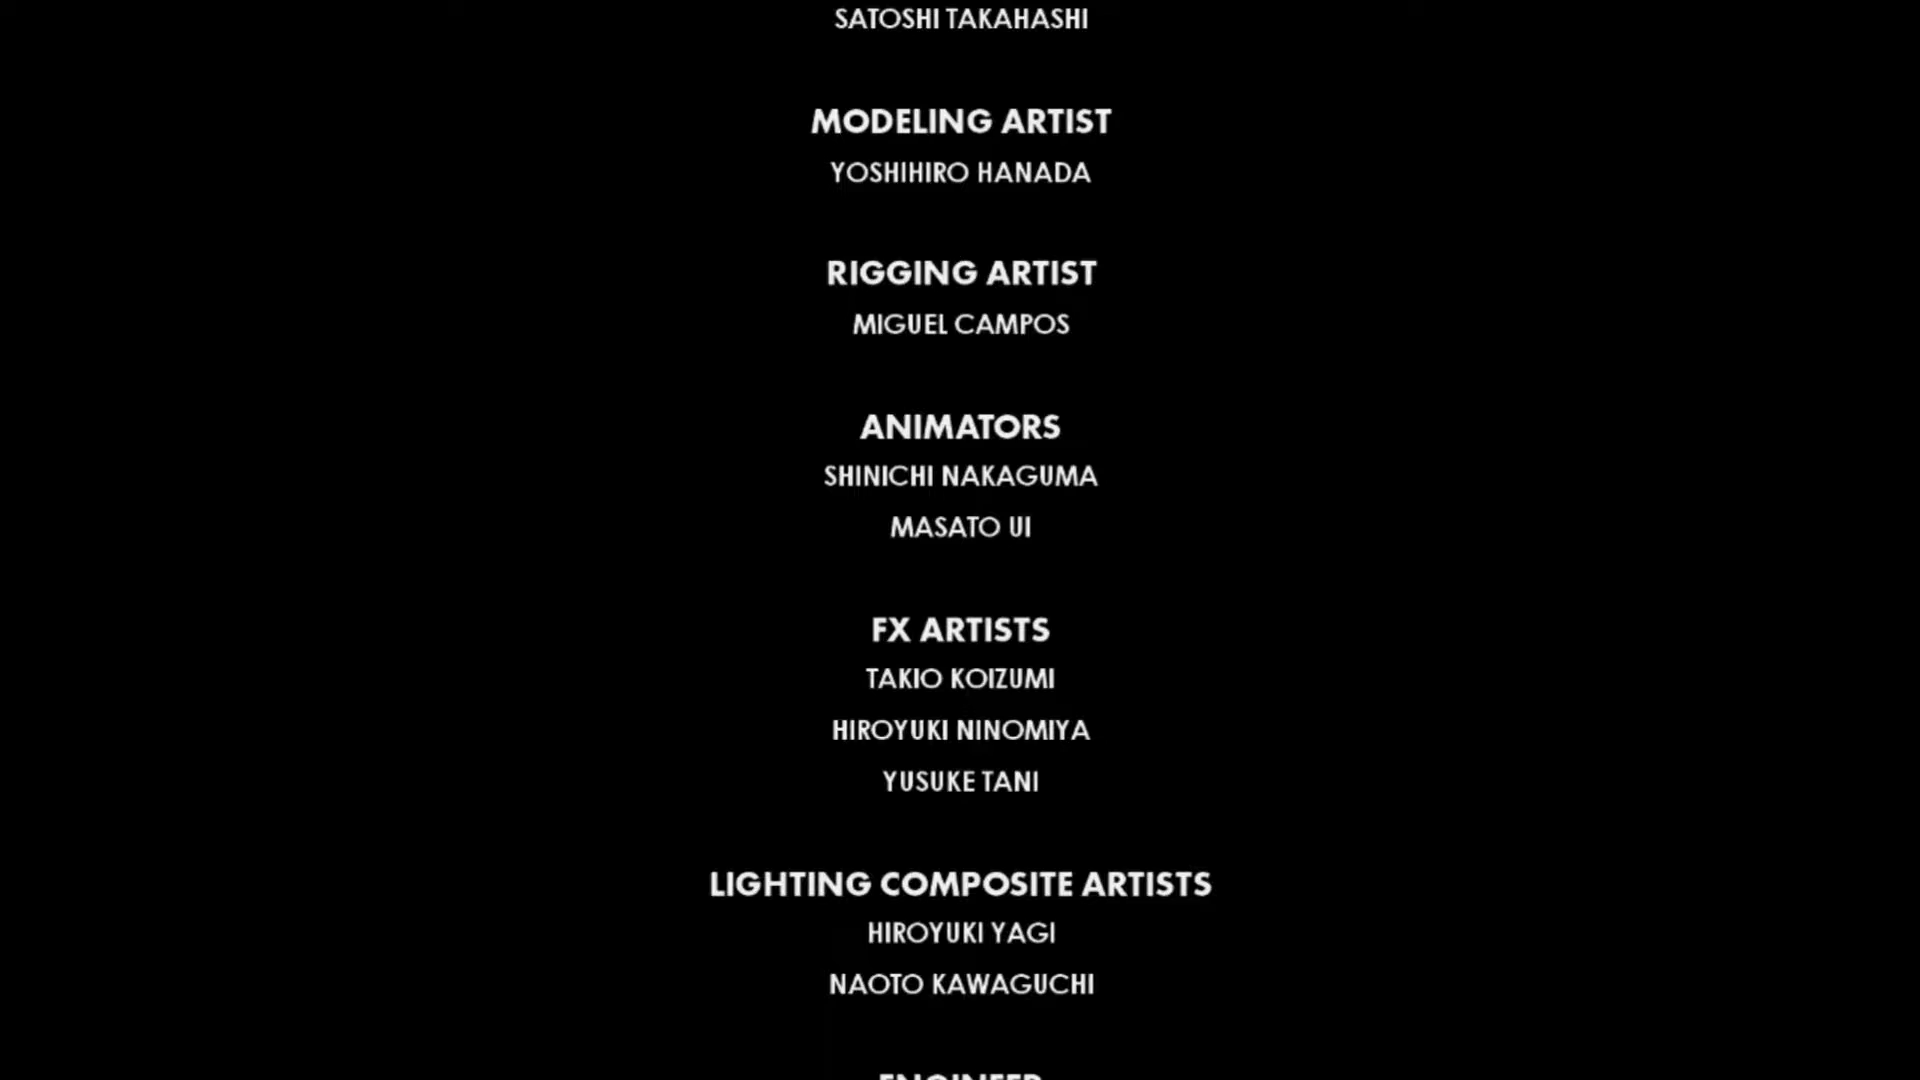 SATOSHI TAKAHASHI
MODELING ARTIST
YOSHIHIRO HANADA
RIGGING ARTIST
MIGUEL CAMPOS
ANIMATORS
SHINICHI NAKAGUMA
MASATO UI
FX ARTISTS
TAKIO KOIZUMI
HIROYUKI NINOMIYA
YUSUKE TANI
LIGHTING COMPOSITE ARTISTS
HIROYUKI YAGI
NAOTO KAWAGUCHI
ENGINEER